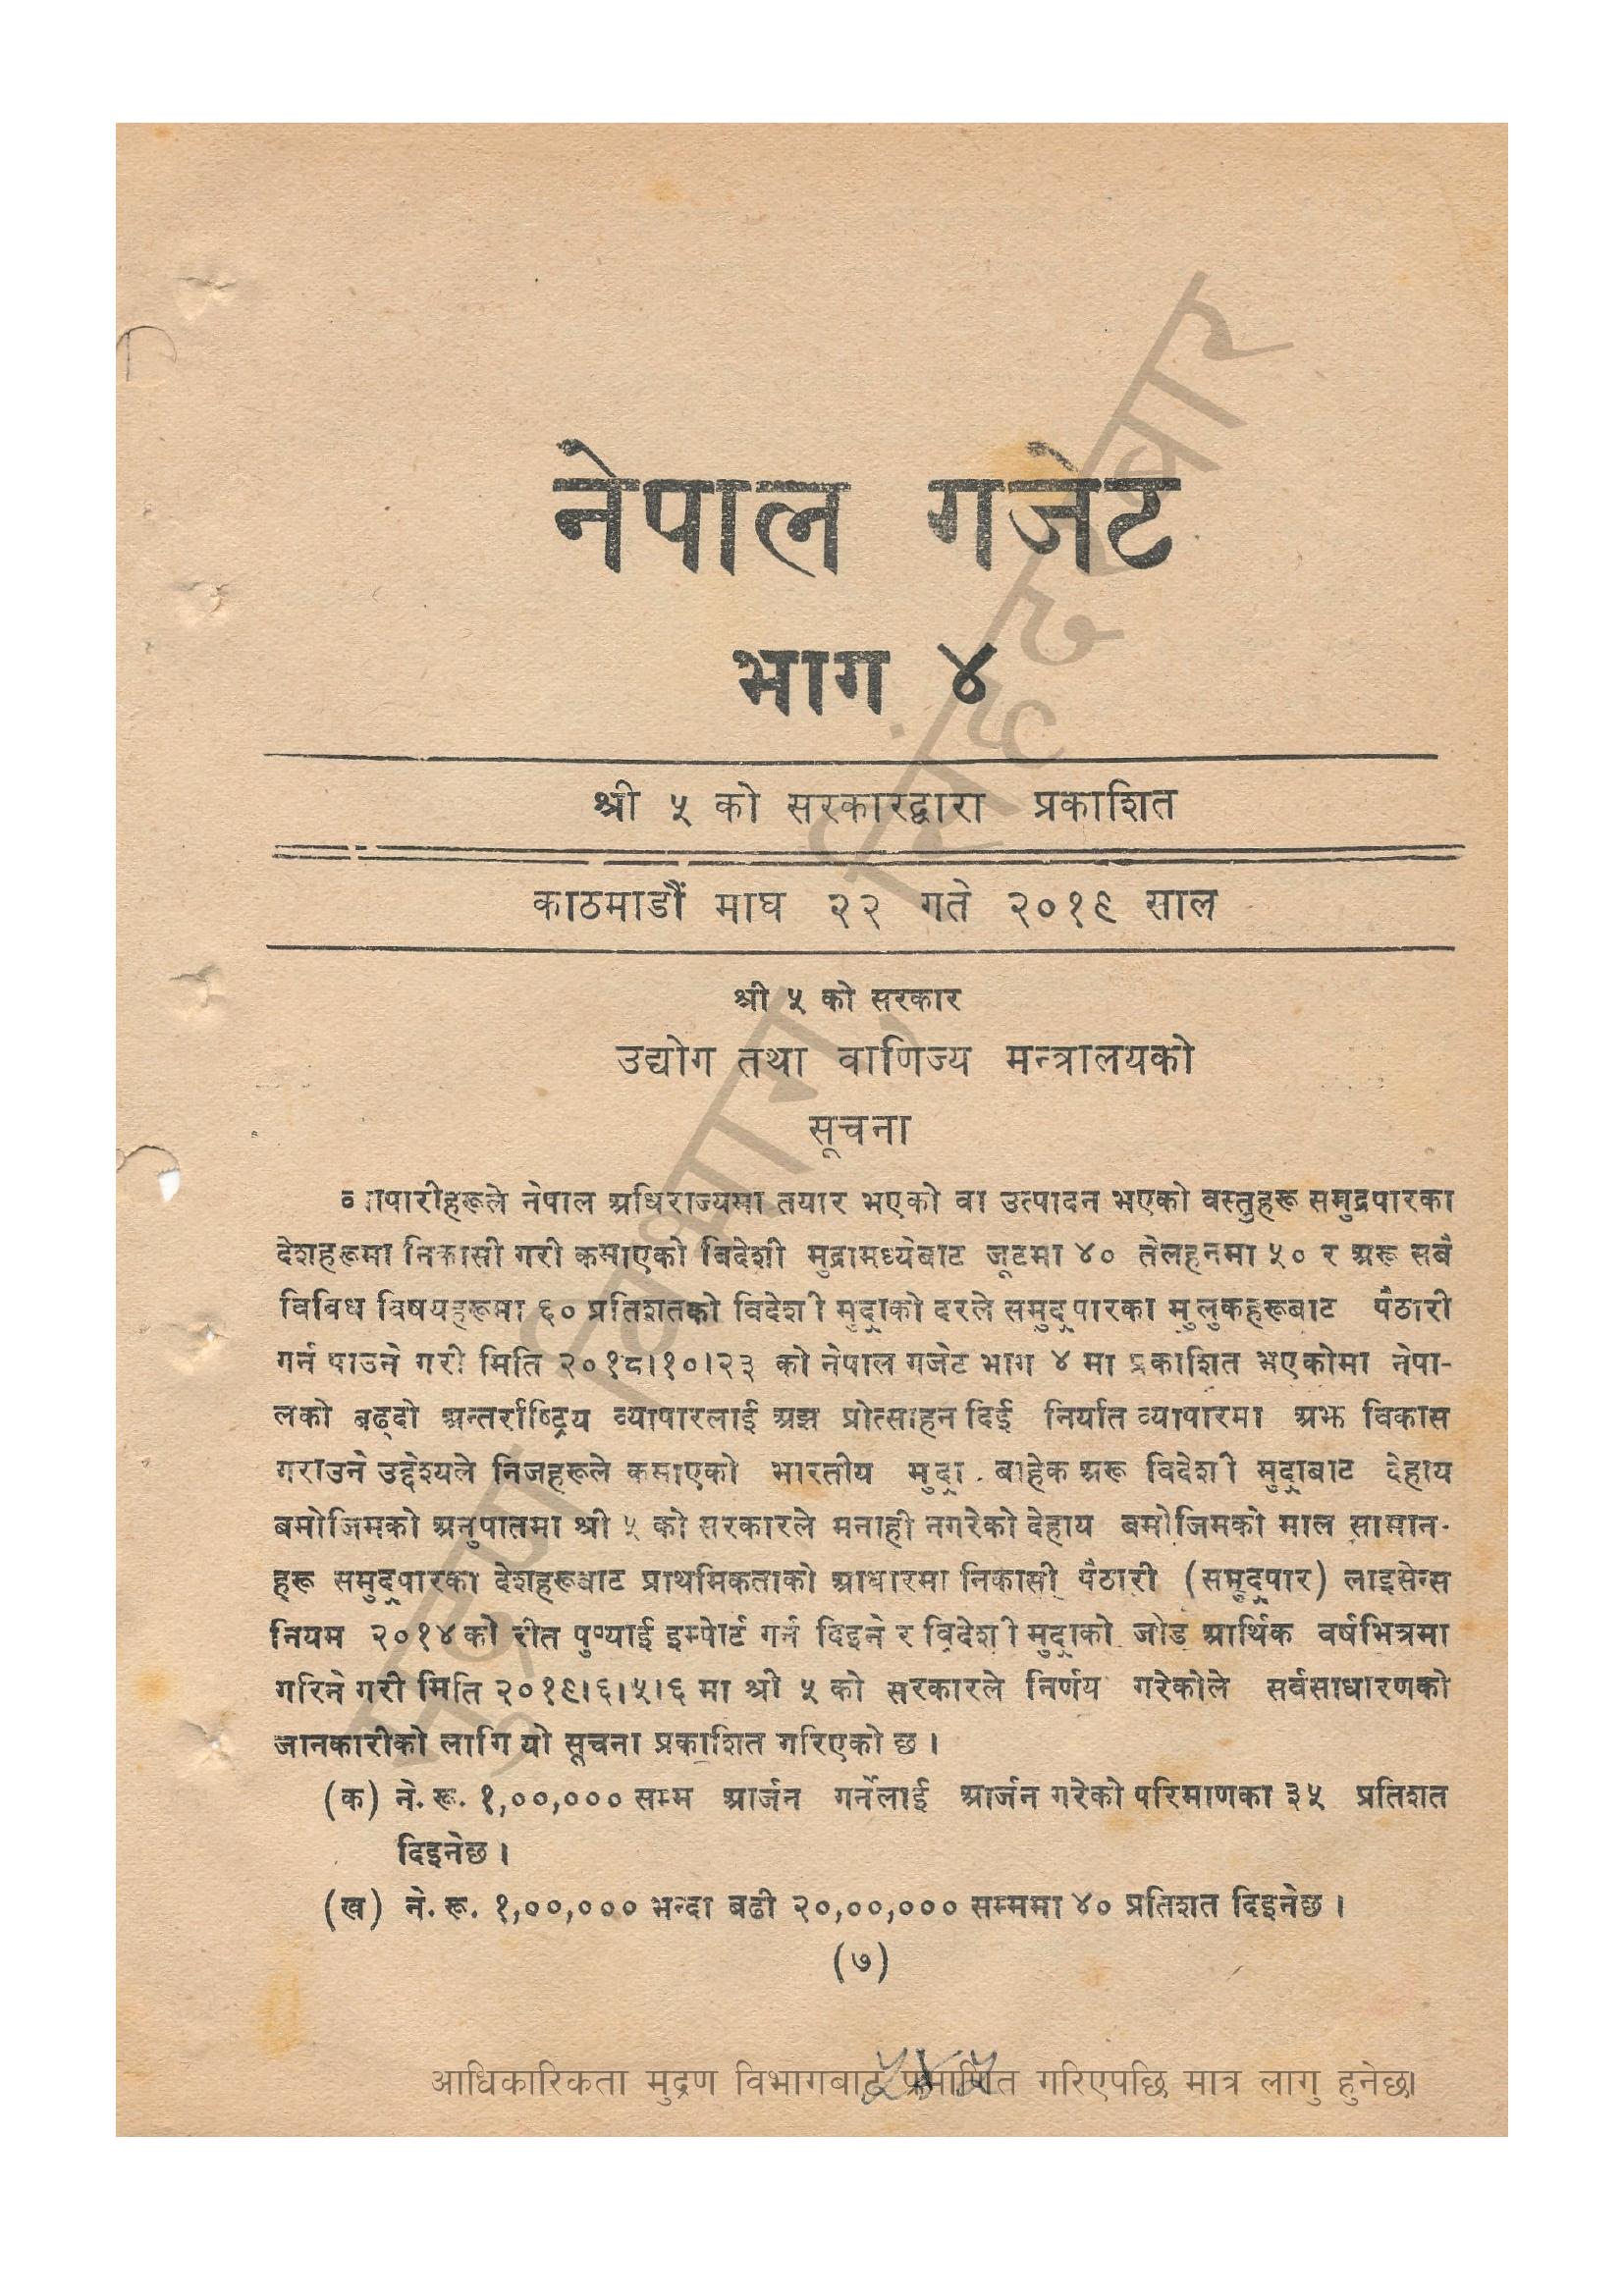 नेपाल गजेट
भाग ४
श्री ५ को सरकारद्वारा प्रकाशित
काठमाडौं माघ २२ गते २०१९ साल
श्री ५ को सरकार
उद्योग तथा वाणिज्य मन्त्रालयको
सूचना
व्यापारीहरूले नेपाल अधिराज्यमा तयार भएको वा उत्पादन भएको वस्तुहरू समुद्रपारका
देशहरूमा निकासी गरी कमाएको विदेशी मुद्रामध्येबाट जूटमा ४० तेलहनमा ५० र अरू सबै
विविध विषयहरूमा ६० प्रतिशतको विदेशी मुद्राको दरले समुद्रपारका मुलुकहरूबाट पैठारी
गर्न पाउने गरी मिति २०१८।१०।२३ को नेपाल गजेट भाग ४ मा प्रकाशित भएकोमा नेपा-
लको बढ्दो अन्तर्राष्ट्रिय व्यापारलाई अझ प्रोत्साहन दिई निर्यात व्यापारमा अझ विकास
गराउने उद्देश्यले निजहरूले कमाएको भारतीय मुद्रा बाहेक अरू विदेशी मुद्राबाट देहाय
बमोजिमको अनुपातमा श्री ५ को सरकारले मनाही नगरेको देहाय बमोजिमको माल सामान-
हरू समुद्रपारका देशहरूबाट प्राथमिकताको आधारमा निकासी पैठारी (समुद्रपार) लाइसेन्स
नियम २०१४ को रीत पुर्‍याई इम्पोर्ट गर्न दिइने र विदेशी मुद्राको जोड आर्थिक वर्षभित्रमा
गरिने गरी मिति २०१९।६।५।६ मा श्री ५ को सरकारले निर्णय गरेकोले सर्वसाधारणको
जानकारीको लागि यो सूचना प्रकाशित गरिएको छ ।
(क) ने. रू. १,००,००० सम्म आर्जन गर्नेलाई आर्जन गरेको परिमाणका ३५ प्रतिशत
दिइनेछ ।
(ख) ने. रू. १,००,००० भन्दा बढी २०,००,००० सम्ममा ४० प्रतिशत दिइनेछ ।
(७)
आधिकारिकता मुद्रण विभागबाट प्रमाणित गरिएपछि मात्र लागु हुनेछ।
मुद्रण विभाग, सिंहदरबार